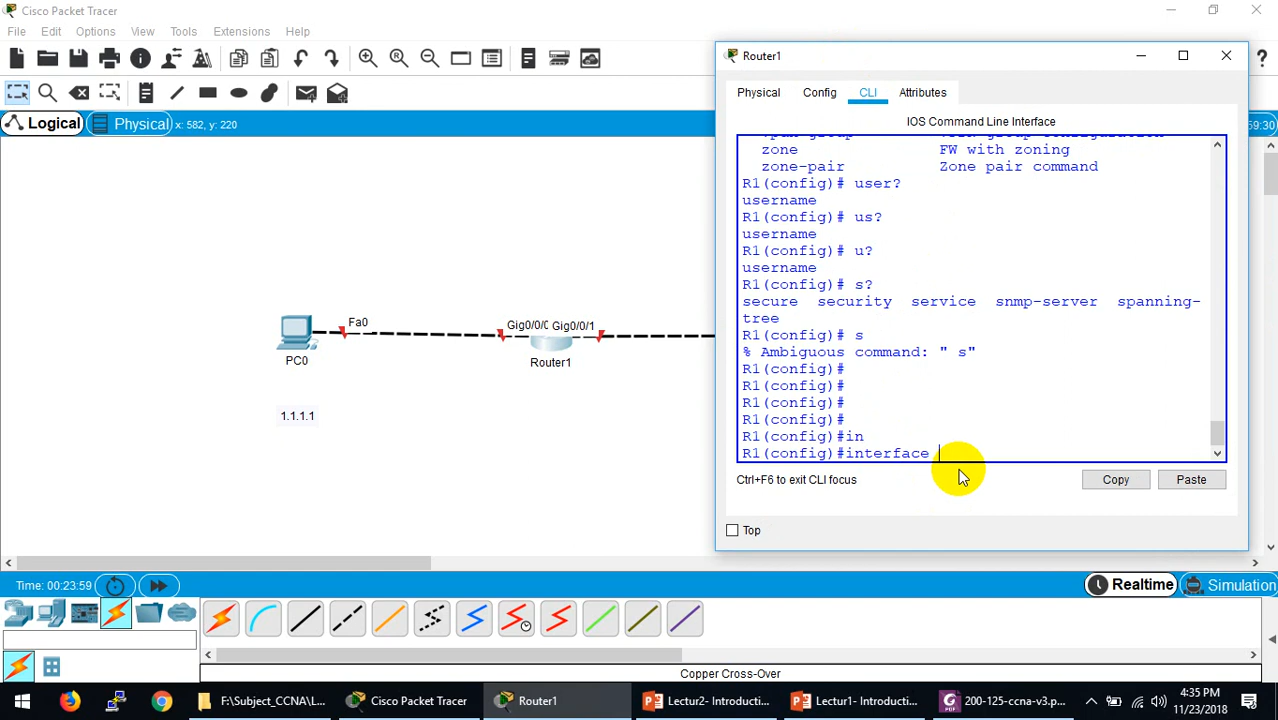 Cisco Packet Tracer
File Edit Options View Tools Extensions Help
Logical Physical x: 582, y: 220
:59:30
PC0
Fa0
Gig0/0/0 Gig0/0/1
Router1
1.1.1.1
Router1
Physical Config CLI Attributes
IOS Command Line Interface
zone FW with zoning
zone-pair Zone pair command
R1(config)# user?
username
R1(config)# us?
username
R1(config)# u?
username
R1(config)# s?
secure security service snmp-server spanning-
tree
R1(config)# s
% Ambiguous command: " s"
R1(config)#
R1(config)#
R1(config)#
R1(config)#
R1(config)#in
R1(config)#interface
Ctrl+F6 to exit CLI focus
Copy Paste
Top
Time: 00:23:59
Realtime Simulation
Copper Cross-Over
F:\Subject_CCNA\L...
Cisco Packet Tracer
Router1
Lectur2- Introductio...
Lectur1- Introductio...
200-125-ccna-v3.p...
4:35 PM
11/23/2018